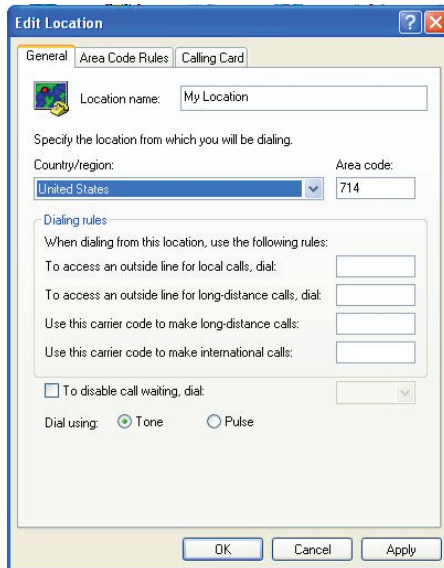 Edit Location
General Area Code Rules Calling Card
Location name: My Location
Specify the location from which you will be dialing.
Country/region: Area code:
United States 714
Dialing rules
When dialing from this location, use the following rules:
To access an outside line for local calls, dial:
To access an outside line for long-distance calls, dial:
Use this carrier code to make long-distance calls:
Use this carrier code to make international calls:
To disable call waiting, dial:
Dial using: Tone Pulse
OK Cancel Apply